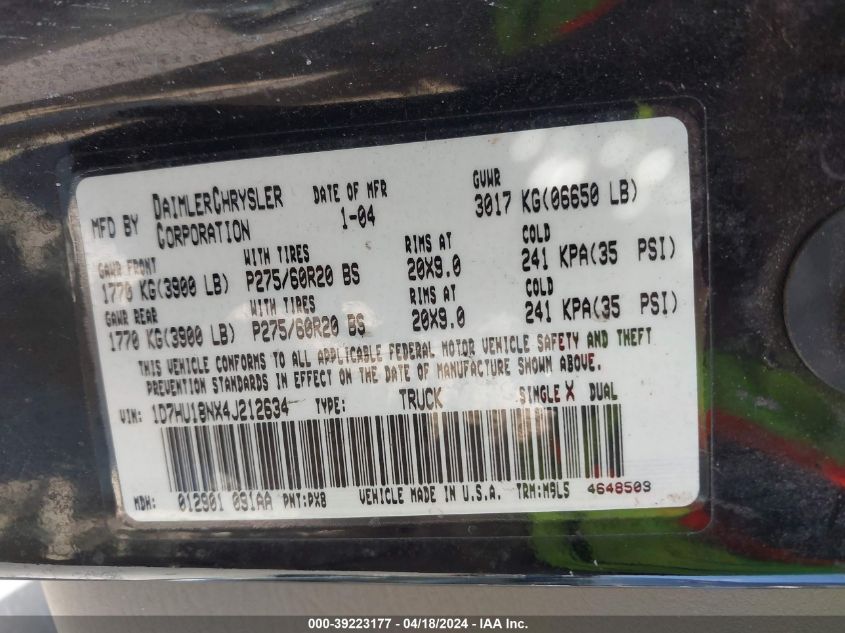 MFD BY DAIMLERCHRYSLER CORPORATION DATE OF MFR 1-04 GVWR 3017 KG(06650 LB)
GAWR FRONT WITH TIRES RIMS AT COLD
1770 KG(3900 LB) P275/60R20 BS 20X9.0 241 KPA(35 PSI)
GAWR REAR WITH TIRES RIMS AT COLD
1770 KG(3900 LB) P275/60R20 BS 20X9.0 241 KPA(35 PSI)
THIS VEHICLE CONFORMS TO ALL APPLICABLE FEDERAL MOTOR VEHICLE SAFETY AND THEFT
PREVENTION STANDARDS IN EFFECT ON THE DATE OF MANUFACTURE SHOWN ABOVE.
VIN: 1D7HU18NX4J212634 TYPE: TRUCK SINGLE X DUAL
MDH: 012901 091AA PNT:PX8 VEHICLE MADE IN U.S.A. TRM:M9L5 4648509
000-39223177 - 04/18/2024 - IAA Inc.